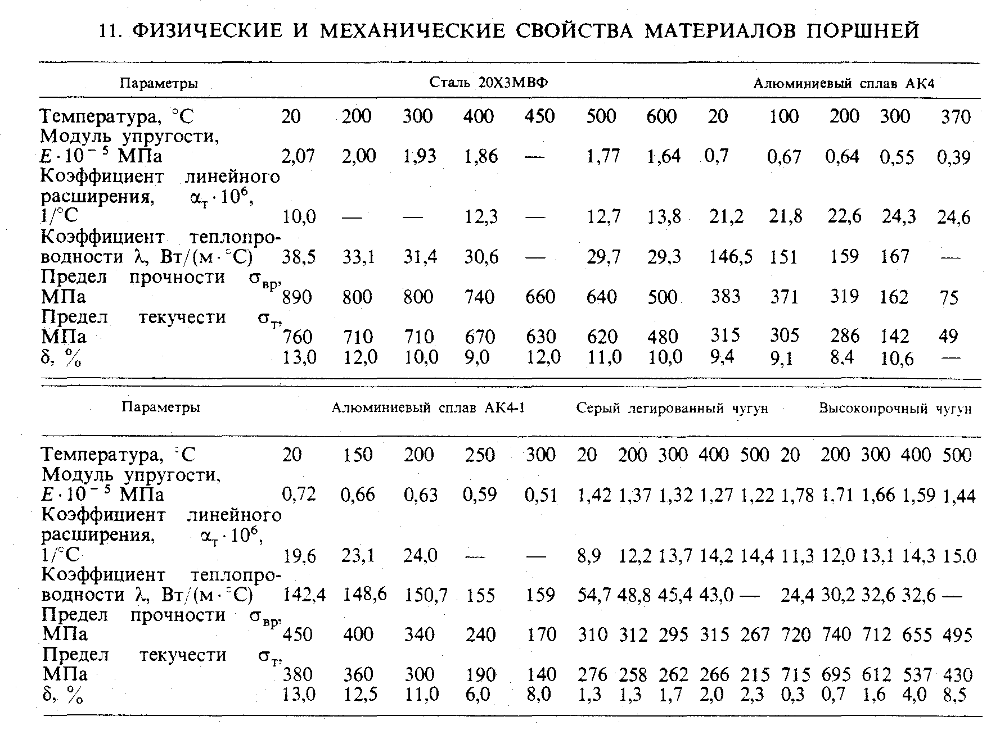 11. ФИЗИЧЕСКИЕ И МЕХАНИЧЕСКИЕ СВОЙСТВА МАТЕРИАЛОВ ПОРШНЕЙ
Параметры Сталь 20Х3МВФ Алюминиевый сплав АК4
Температура, °С 20 200 300 400 450 500 600 20 100 200 300 370
Модуль упругости,
E·10⁻⁵ МПа 2,07 2,00 1,93 1,86 — 1,77 1,64 0,7 0,67 0,64 0,55 0,39
Коэффициент линейного
расширения, αт·10⁶,
1/°С 10,0 — — 12,3 — 12,7 13,8 21,2 21,8 22,6 24,3 24,6
Коэффициент теплопро-
водности λ, Вт/(м·°С) 38,5 33,1 31,4 30,6 — 29,7 29,3 146,5 151 159 167 —
Предел прочности σвр,
МПа 890 800 800 740 660 640 500 383 371 319 162 75
Предел текучести σт,
МПа 760 710 710 670 630 620 480 315 305 286 142 49
δ, % 13,0 12,0 10,0 9,0 12,0 11,0 10,0 9,4 9,1 8,4 10,6 —
Параметры Алюминиевый сплав АК4-1 Серый легированный чугун Высокопрочный чугун
Температура, °С 20 150 200 250 300 20 200 300 400 500 20 200 300 400 500
Модуль упругости,
E·10⁻⁵ МПа 0,72 0,66 0,63 0,59 0,51 1,42 1,37 1,32 1,27 1,22 1,78 1,71 1,66 1,59 1,44
Коэффициент линейного
расширения, αт·10⁶,
1/°С 19,6 23,1 24,0 — — 8,9 12,2 13,7 14,2 14,4 11,3 12,0 13,1 14,3 15,0
Коэффициент теплопро-
водности λ, Вт/(м·°С) 142,4 148,6 150,7 155 159 54,7 48,8 45,4 43,0 — 24,4 30,2 32,6 32,6 —
Предел прочности σвр,
МПа 450 400 340 240 170 310 312 295 315 267 720 740 712 655 495
Предел текучести σт,
МПа 380 360 300 190 140 276 258 262 266 215 715 695 612 537 430
δ, % 13,0 12,5 11,0 6,0 8,0 1,3 1,3 1,7 2,0 2,3 0,3 0,7 1,6 4,0 8,5